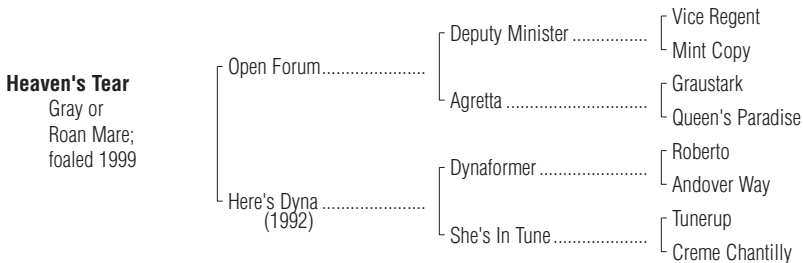 Heaven's Tear
Gray or
Roan Mare;
foaled 1999
Open Forum......................
Here's Dyna ......................
(1992)
Deputy Minister ................
Agretta ............................
Dynaformer .......................
She's In Tune....................
Vice Regent
Mint Copy
Graustark
Queen's Paradise
Roberto
Andover Way
Tunerup
Creme Chantilly